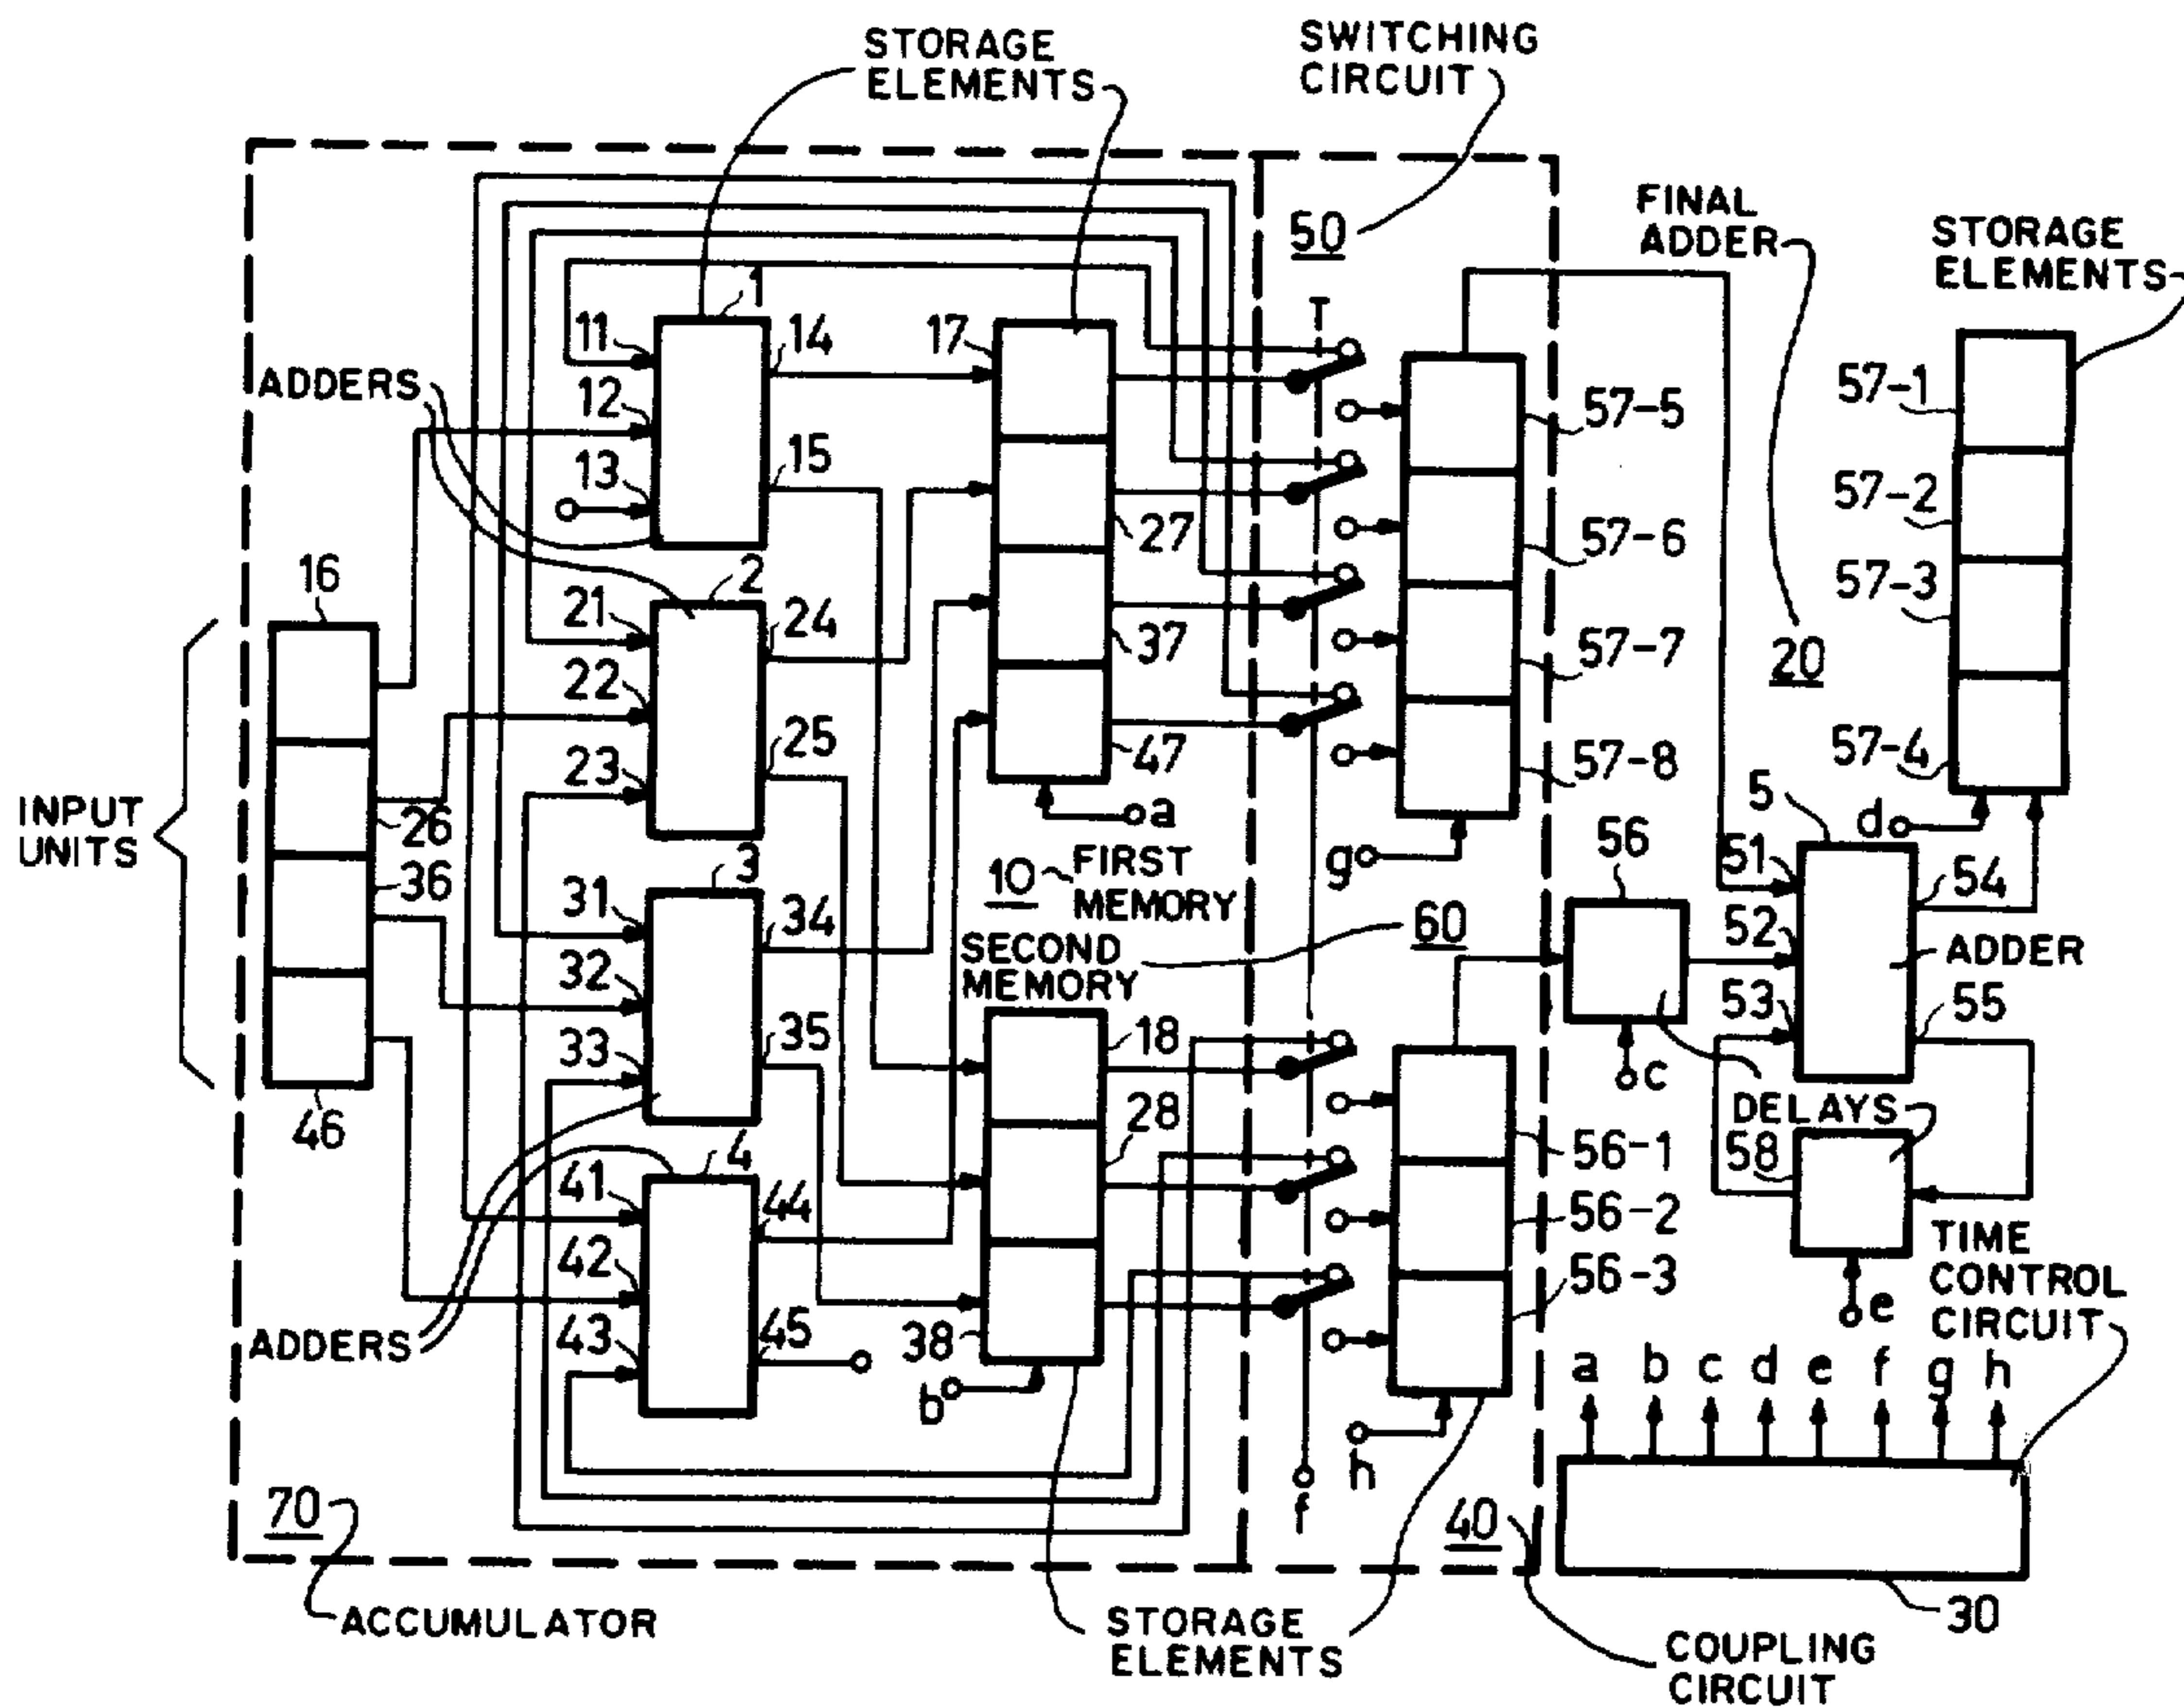 STORAGE
ELEMENTS
SWITCHING
CIRCUIT
50
FINAL
ADDER
STORAGE
ELEMENTS
1
11
12
13
14
15
17
ADDERS
57-5
57-6
57-7
57-8
57-1
57-2
57-3
57-4
20
16
2
21
22
23
24
25
27
37
47
a
g
INPUT
UNITS
26
36
46
3
31
32
33
34
35
10
FIRST
MEMORY
SECOND
MEMORY
60
56
5
d
51
52
53
54
55
ADDER
c
DELAYS
58
e
18
28
38
b
4
41
42
43
44
45
ADDERS
56-1
56-2
56-3
h
f
TIME
CONTROL
CIRCUIT
a b c d e f g h
70
ACCUMULATOR
STORAGE
ELEMENTS
40
COUPLING
CIRCUIT
30